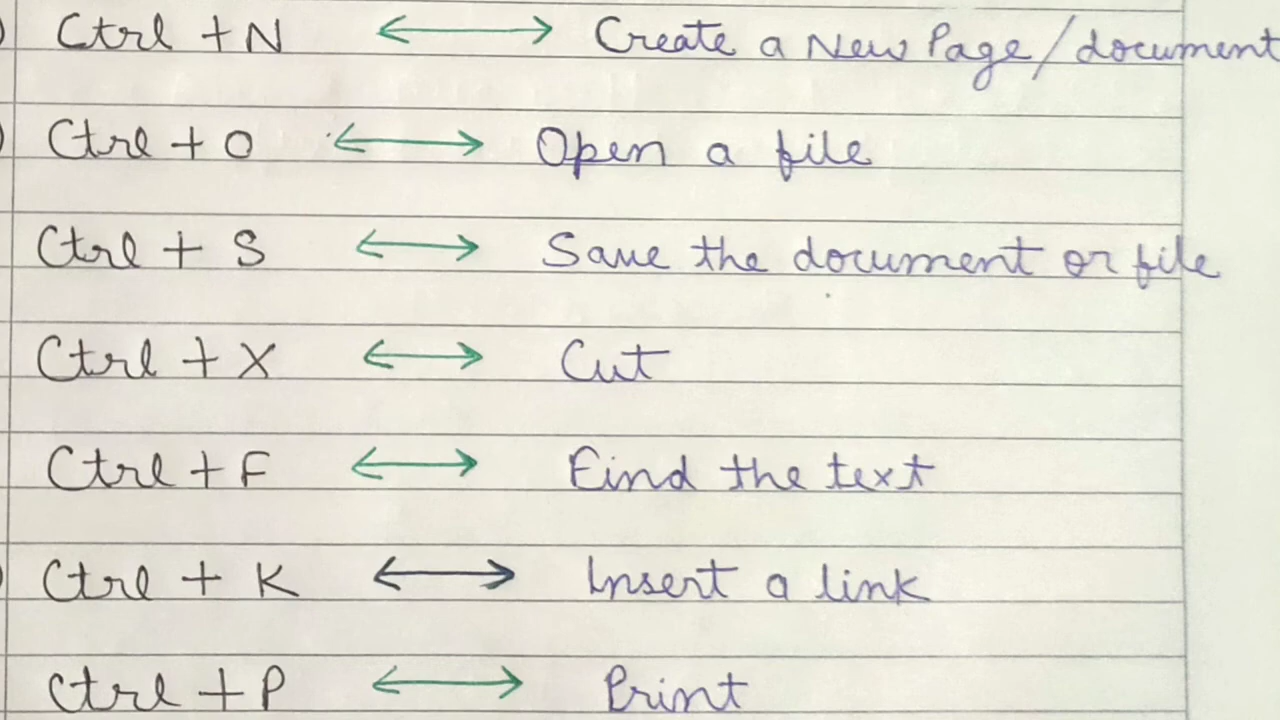 Ctrl + N ⟷ Create a New Page/document
Ctrl + O ⟷ Open a file
Ctrl + S ⟷ Save the document or file
Ctrl + X ⟷ Cut
Ctrl + F ⟷ Find the text
Ctrl + K ⟷ Insert a link
Ctrl + P ⟷ Print